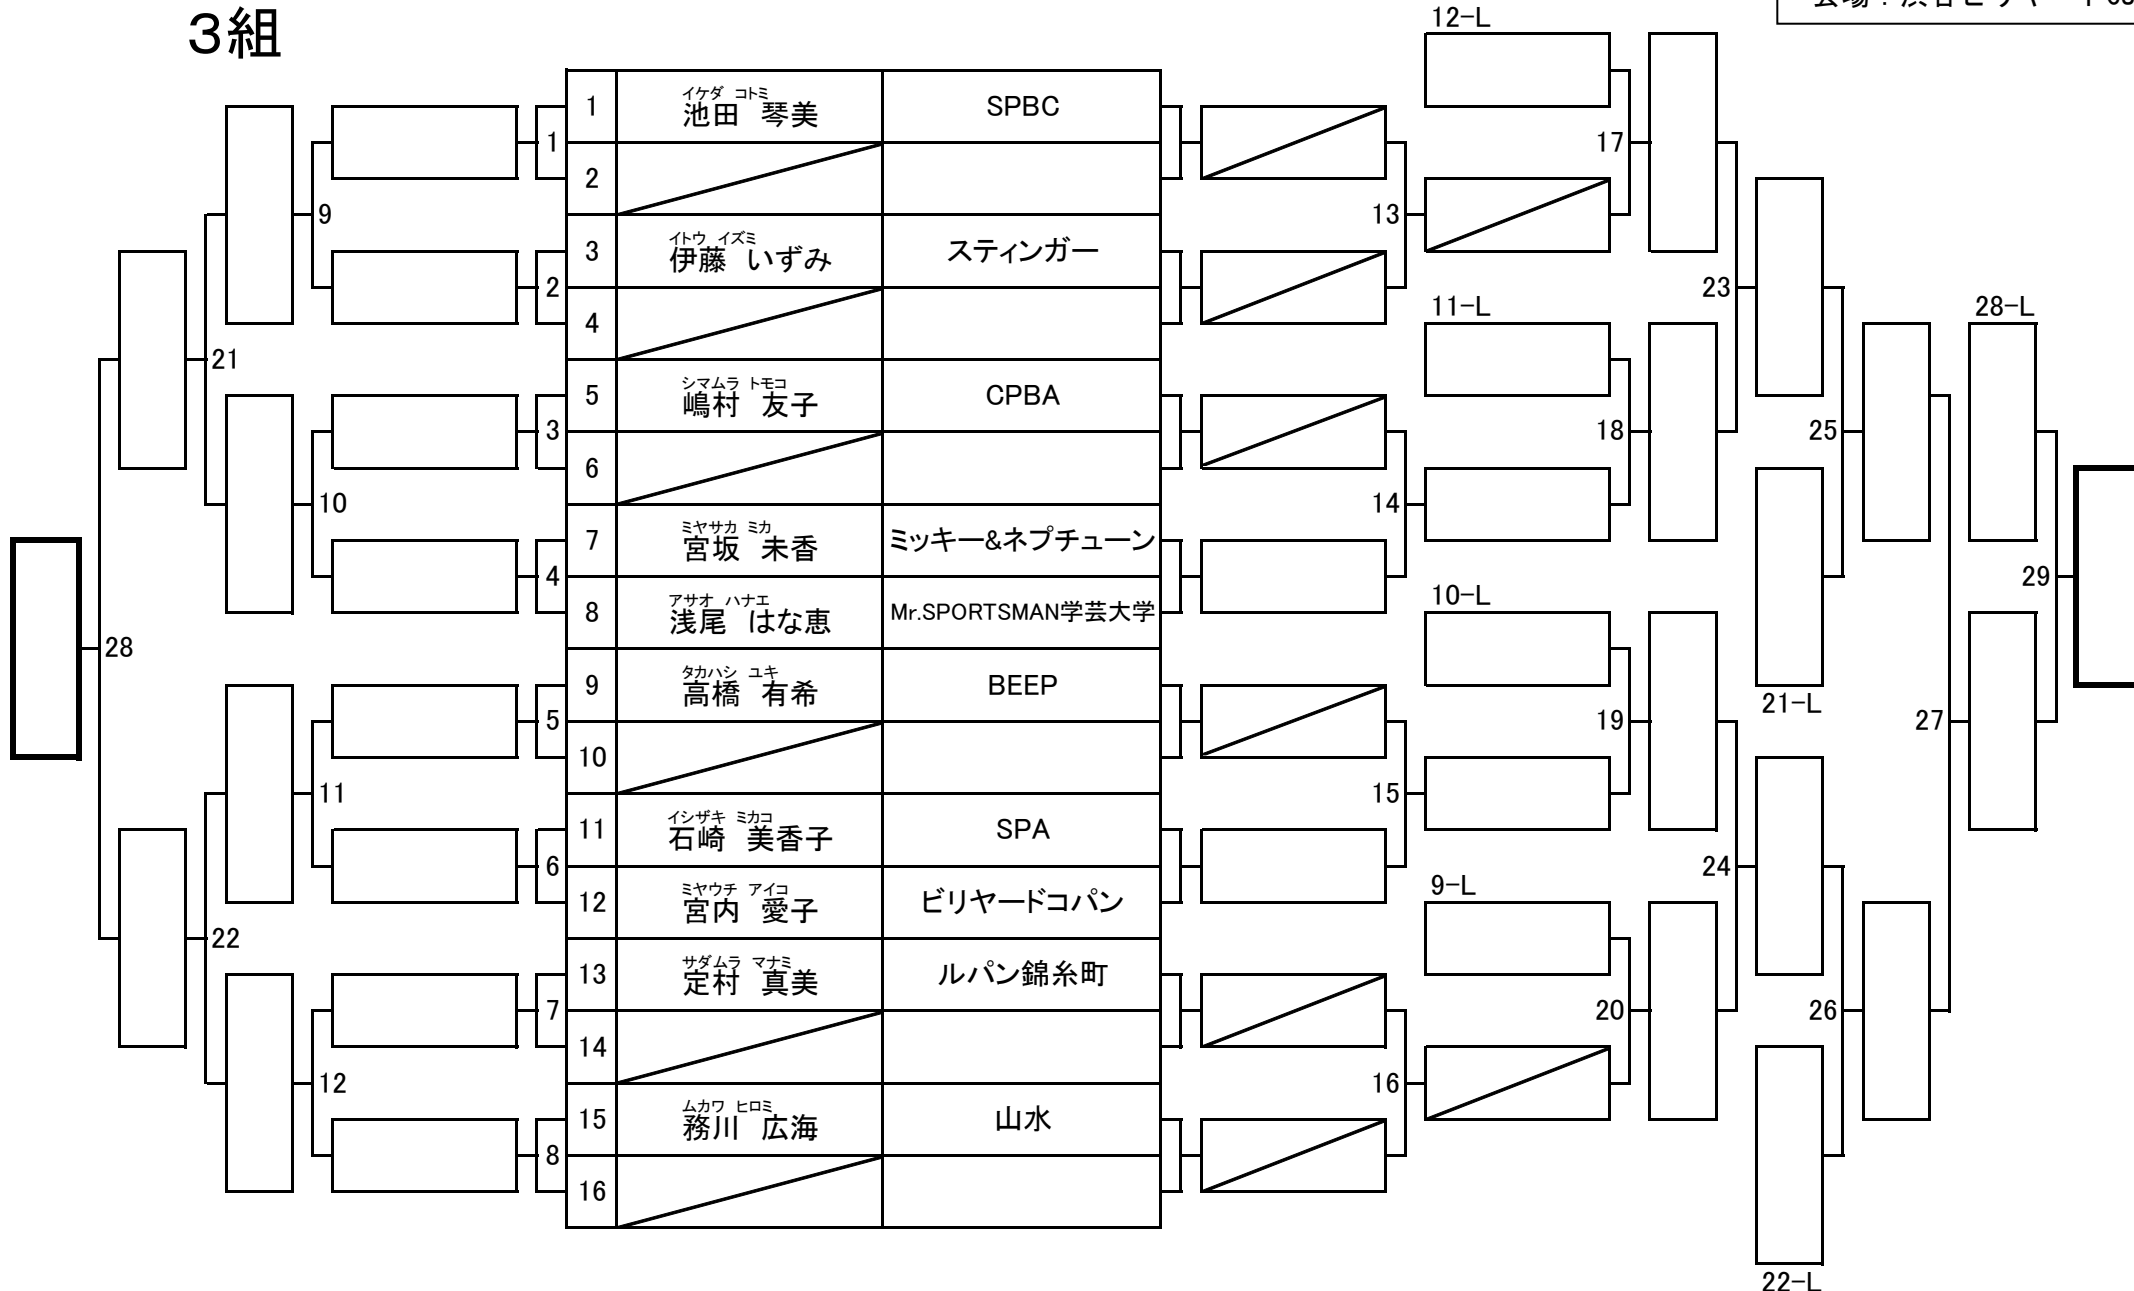 ３組
会場：渋谷ビリヤード
12-L
1 イケダ コトミ 池田 琴美 SPBC
2
3 イトウ イズミ 伊藤 いずみ スティンガー
4
5 シマムラ トモコ 嶋村 友子 CPBA
6
7 ミヤサカ ミカ 宮坂 未香 ミッキー&ネプチューン
8 アサオ ハナエ 浅尾 はな恵 Mr.SPORTSMAN学芸大学
9 タカハシ ユキ 高橋 有希 BEEP
10
11 イシザキ ミカコ 石崎 美香子 SPA
12 ミヤウチ アイコ 宮内 愛子 ビリヤードコパン
13 サダムラ マナミ 定村 真美 ルパン錦糸町
14
15 ムカワ ヒロミ 務川 広海 山水
16
1
2
3
4
5
6
7
8
9
10
11
12
21
22
28
13
14
15
16
11-L
10-L
9-L
17
18
19
20
23
24
21-L
22-L
25
26
27
28-L
29